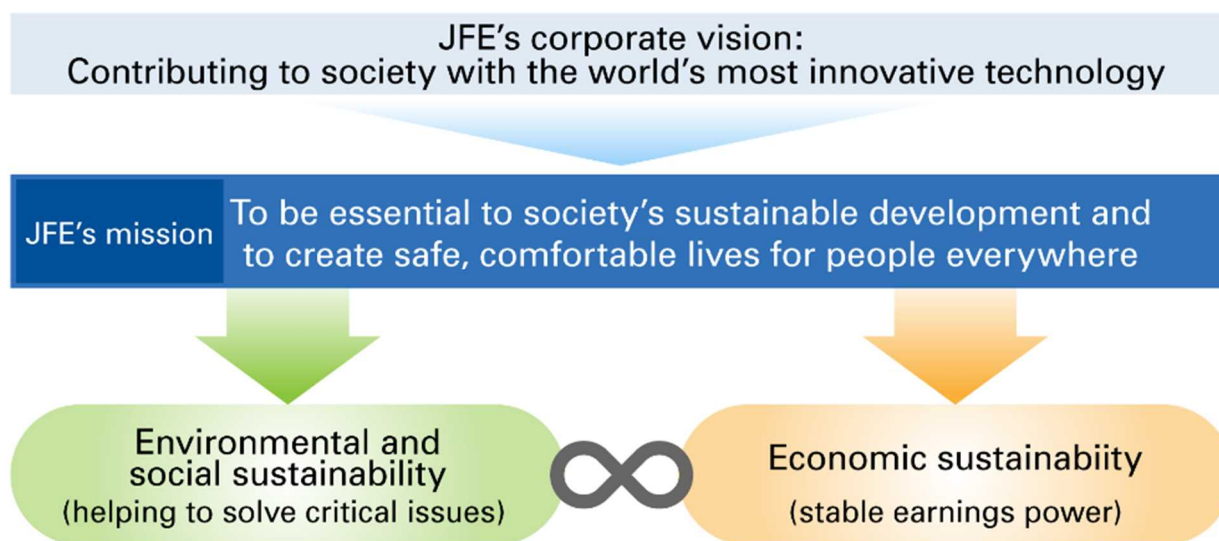 JFE's corporate vision:
Contributing to society with the world's most innovative technology
JFE's mission
To be essential to society's sustainable development and
to create safe, comfortable lives for people everywhere
Environmental and
social sustainability
(helping to solve critical issues)
Economic sustainabiity
(stable earnings power)